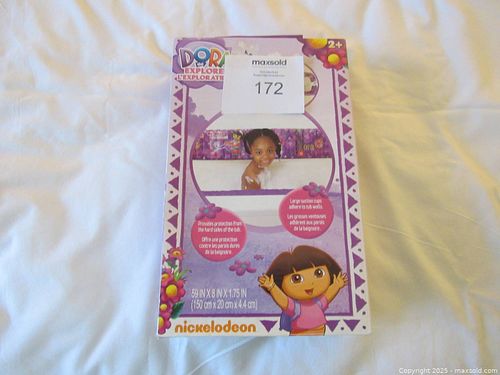 DORA
EXPLORE
L'EXPLORAT
2+
maxsold
172
Provides protection from
the hard sides of the tub.
Offre une protection
contre les parois dures
de la baignoire.
Large suction cups
adhere to tub walls.
Les grosses ventouses
adhèrent aux parois
de la baignoire.
59 IN X 8 IN X 1.75 IN
(150 cm x 20 cm x 4.4 cm)
nickelodeon
Copyright © 2025 - maxsold.com